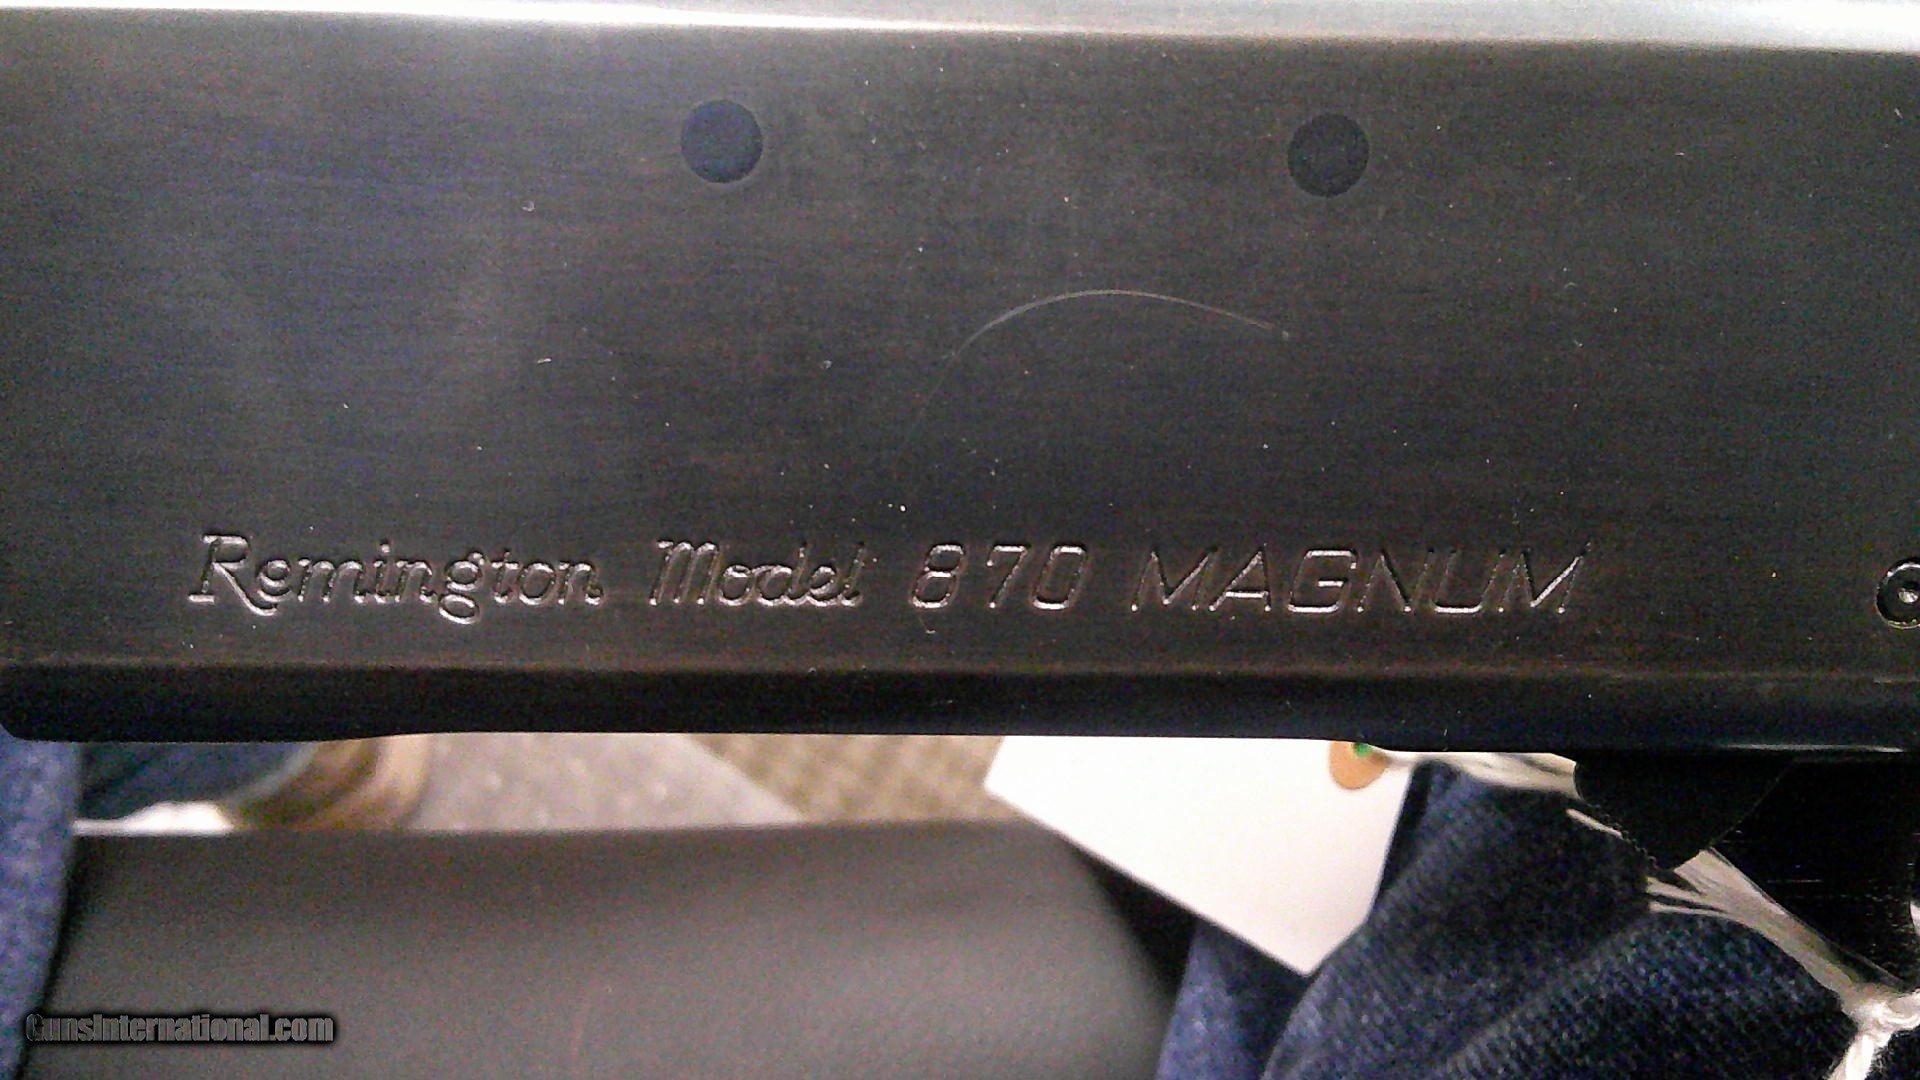 Remington Model 870 MAGNUM
GunsInternational.com